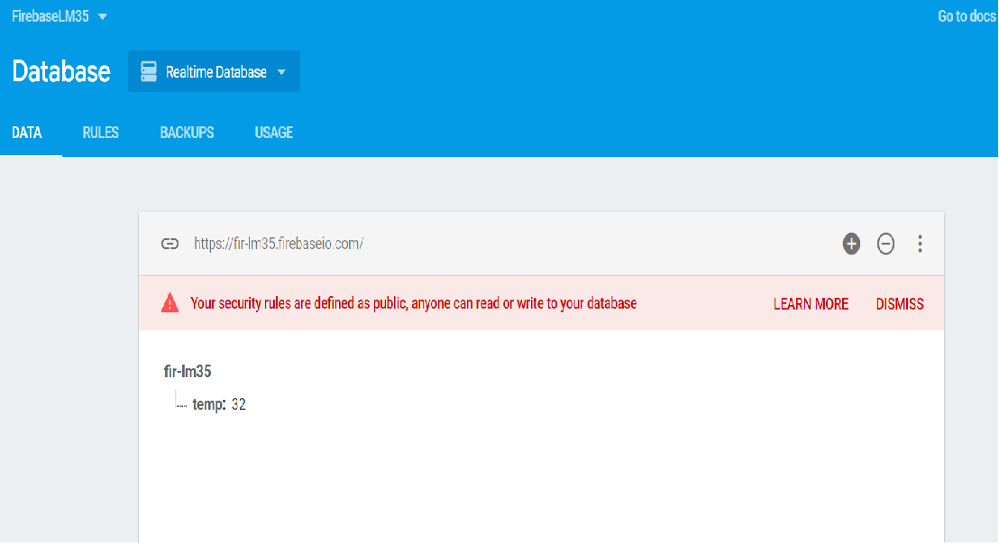 FirebaseLM35
Go to docs
Database
Realtime Database
DATA RULES BACKUPS USAGE
https://fir-lm35.firebaseio.com/
Your security rules are defined as public, anyone can read or write to your database LEARN MORE DISMISS
fir-lm35
temp: 32